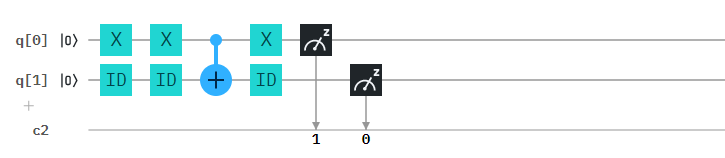 q[0] |0⟩ X X X z
q[1] |0⟩ ID ID + ID z
+
c2
1 0